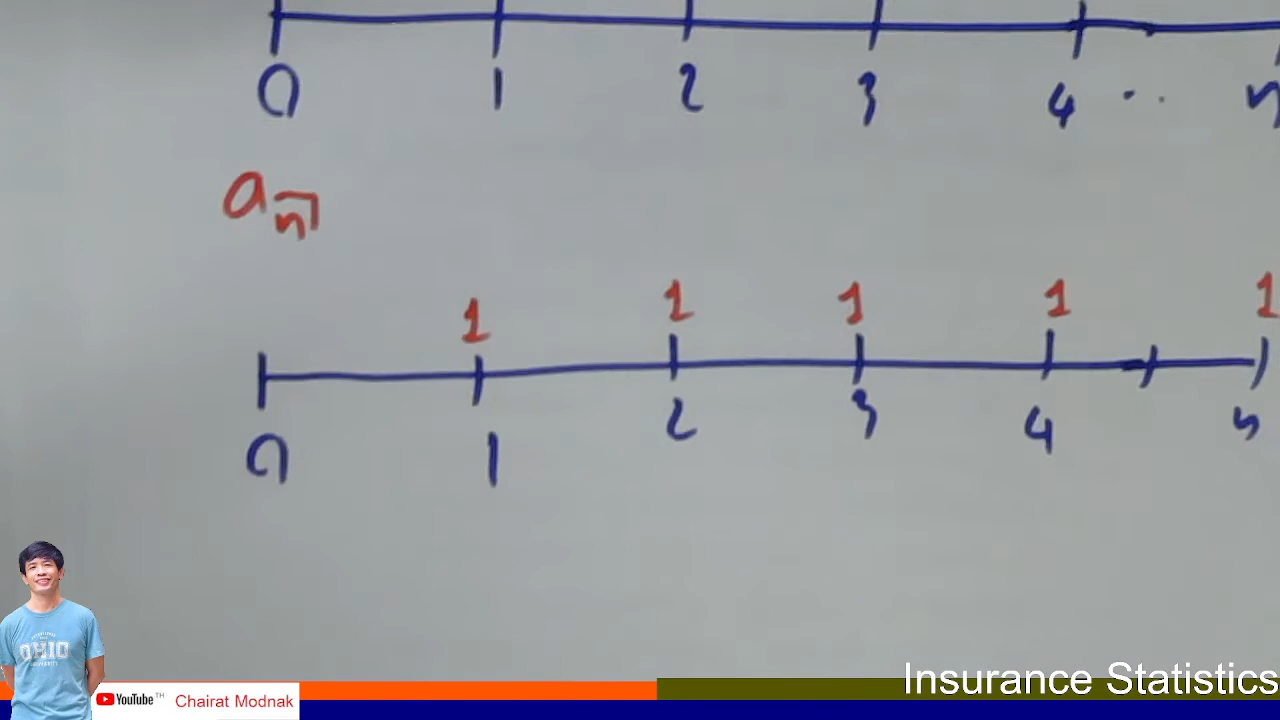 0 1 2 3 4 .. n
a n
1 1 1 1 1
0 1 2 3 4 n
OHIO
YouTube TH Chairat Modnak
Insurance Statistics